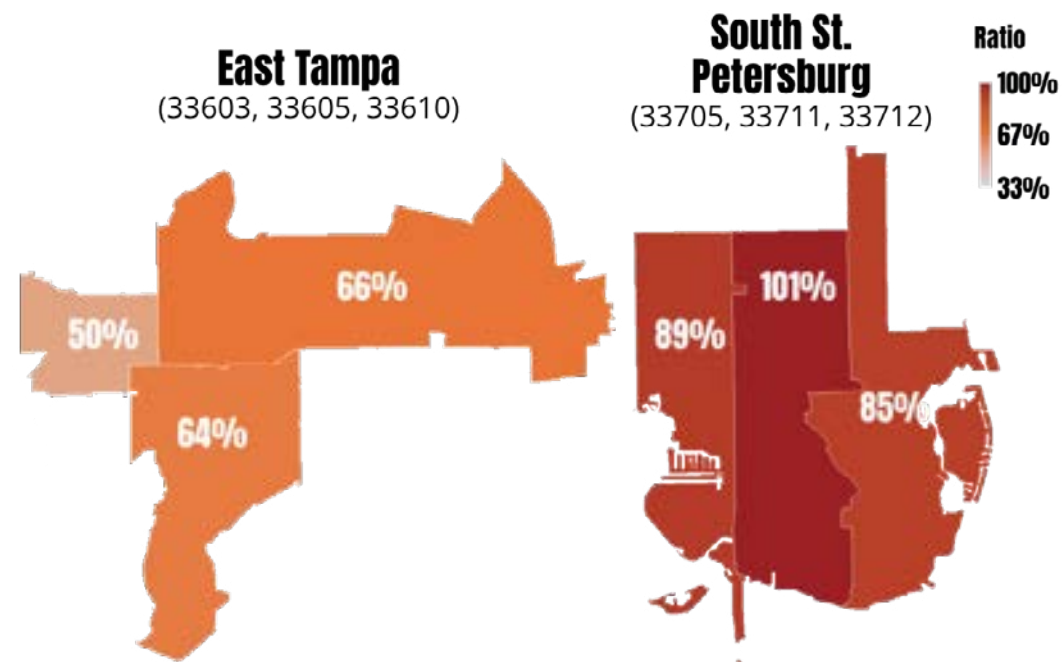 East Tampa
(33603, 33605, 33610)
South St.
Petersburg
(33705, 33711, 33712)
Ratio
100%
67%
33%
50%
66%
64%
89%
101%
85%